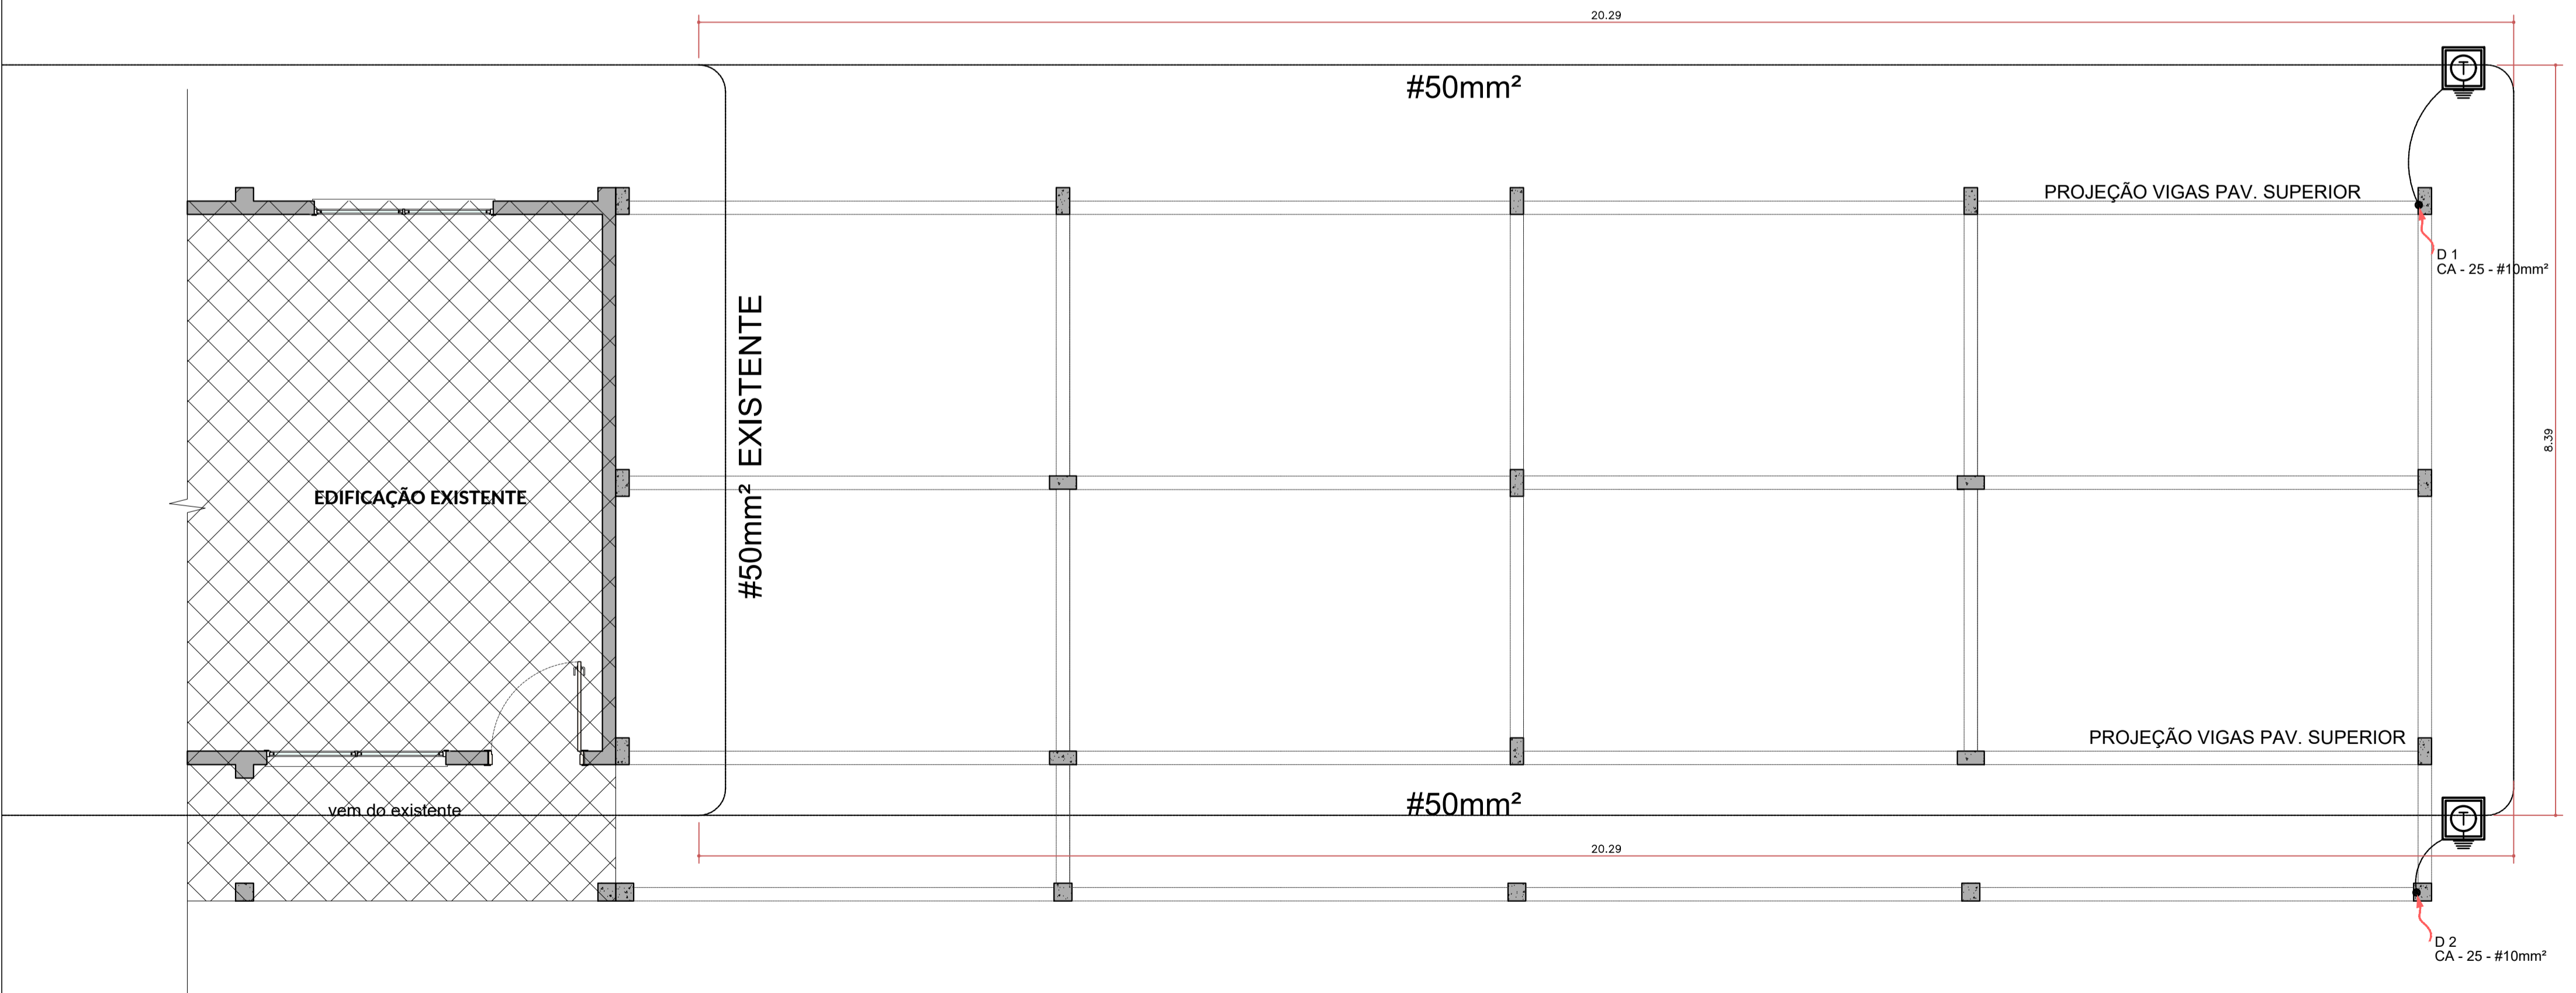 20.29
T
#50mm²
PROJEÇÃO VIGAS PAV. SUPERIOR
D 1
CA - 25 - #10mm²
#50mm² EXISTENTE
8.39
EDIFICAÇÃO EXISTENTE
PROJEÇÃO VIGAS PAV. SUPERIOR
vem do existente
#50mm²
T
20.29
D 2
CA - 25 - #10mm²